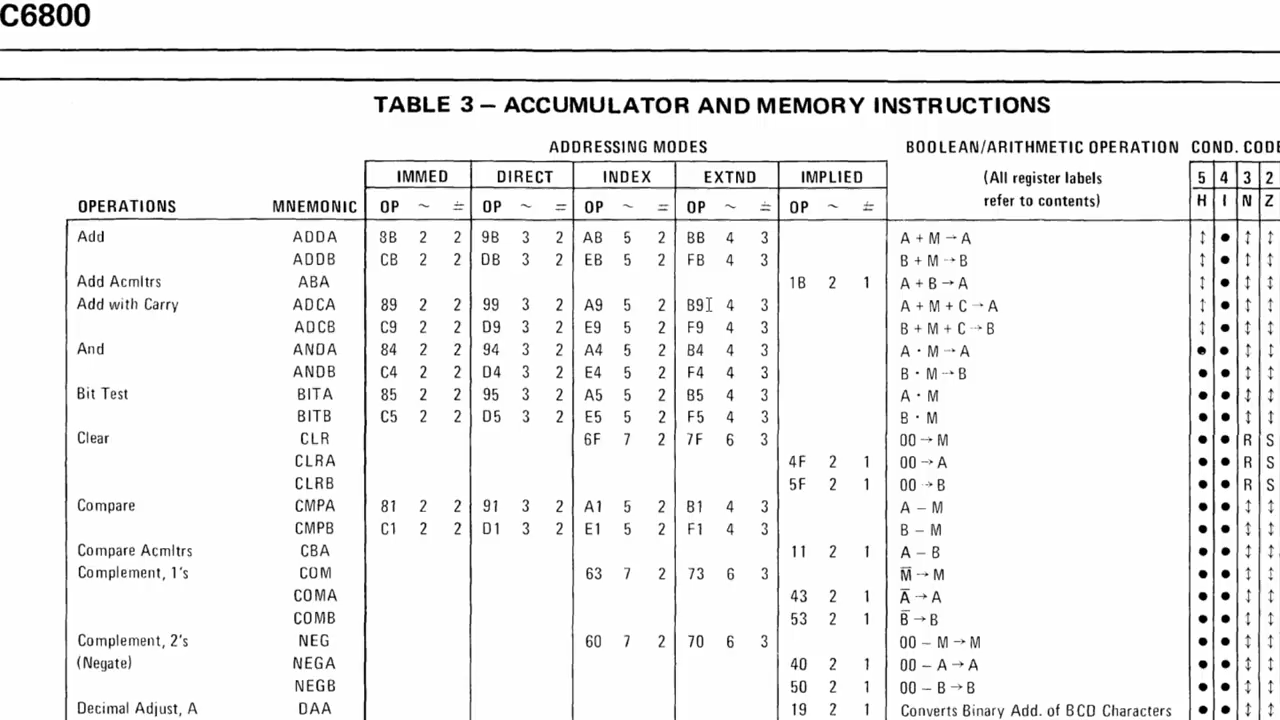 C6800
TABLE 3 – ACCUMULATOR AND MEMORY INSTRUCTIONS
ADDRESSING MODES BOOLEAN/ARITHMETIC OPERATION COND. CODE
IMMED DIRECT INDEX EXTND IMPLIED (All register labels 5 4 3 2
OPERATIONS MNEMONIC OP ~ = OP ~ = OP ~ = OP ~ = OP ~ = refer to contents) H I N Z
Add ADDA 8B 2 2 9B 3 2 AB 5 2 BB 4 3 A + M → A ↕ • ↕ ↕
ADDB CB 2 2 DB 3 2 EB 5 2 FB 4 3 B + M → B ↕ • ↕ ↕
Add Acmltrs ABA 1B 2 1 A + B → A ↕ • ↕ ↕
Add with Carry ADCA 89 2 2 99 3 2 A9 5 2 B9 4 3 A + M + C → A ↕ • ↕ ↕
ADCB C9 2 2 D9 3 2 E9 5 2 F9 4 3 B + M + C → B ↕ • ↕ ↕
And ANDA 84 2 2 94 3 2 A4 5 2 B4 4 3 A · M → A • • ↕ ↕
ANDB C4 2 2 D4 3 2 E4 5 2 F4 4 3 B · M → B • • ↕ ↕
Bit Test BITA 85 2 2 95 3 2 A5 5 2 B5 4 3 A · M • • ↕ ↕
BITB C5 2 2 D5 3 2 E5 5 2 F5 4 3 B · M • • ↕ ↕
Clear CLR 6F 7 2 7F 6 3 00 → M • • R S
CLRA 4F 2 1 00 → A • • R S
CLRB 5F 2 1 00 → B • • R S
Compare CMPA 81 2 2 91 3 2 A1 5 2 B1 4 3 A – M • • ↕ ↕
CMPB C1 2 2 D1 3 2 E1 5 2 F1 4 3 B – M • • ↕ ↕
Compare Acmltrs CBA 11 2 1 A – B • • ↕ ↕
Complement, 1's COM 63 7 2 73 6 3 M̅ → M • • ↕ ↕
COMA 43 2 1 A̅ → A • • ↕ ↕
COMB 53 2 1 B̅ → B • • ↕ ↕
Complement, 2's NEG 60 7 2 70 6 3 00 – M → M • • ↕ ↕
(Negate) NEGA 40 2 1 00 – A → A • • ↕ ↕
NEGB 50 2 1 00 – B → B • • ↕ ↕
Decimal Adjust, A DAA 19 2 1 Converts Binary Add. of BCD Characters • • ↕ ↕